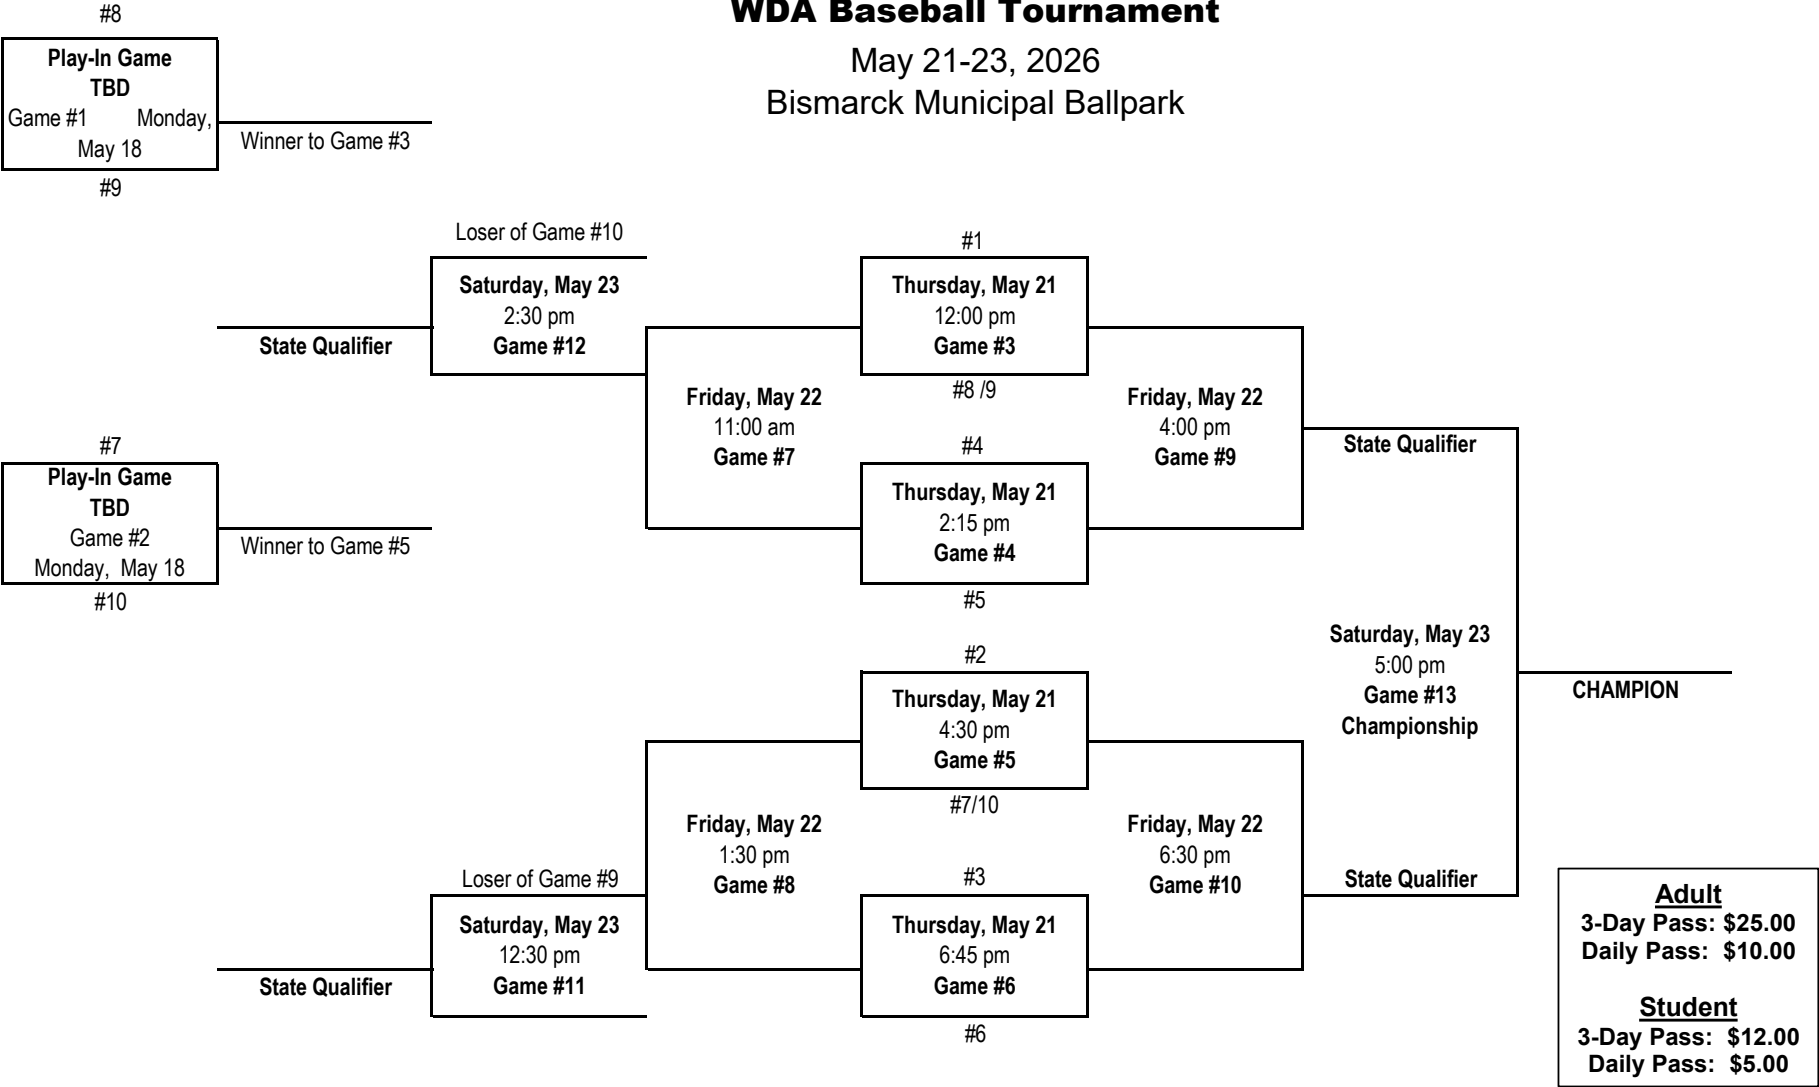 WDA Baseball Tournament
May 21-23, 2026
Bismarck Municipal Ballpark
#8
Play-In Game
TBD
Game #1 Monday,
May 18
#9
Winner to Game #3
Loser of Game #10
Saturday, May 23
2:30 pm
Game #12
State Qualifier
#1
Thursday, May 21
12:00 pm
Game #3
#8 /9
Friday, May 22
11:00 am
Game #7
Friday, May 22
4:00 pm
Game #9
State Qualifier
#7
Play-In Game
TBD
Game #2
Monday, May 18
#10
Winner to Game #5
#4
Thursday, May 21
2:15 pm
Game #4
#5
Saturday, May 23
5:00 pm
Game #13
Championship
CHAMPION
#2
Thursday, May 21
4:30 pm
Game #5
#7/10
Friday, May 22
1:30 pm
Game #8
Friday, May 22
6:30 pm
Game #10
State Qualifier
Loser of Game #9
Saturday, May 23
12:30 pm
Game #11
State Qualifier
#3
Thursday, May 21
6:45 pm
Game #6
#6
Adult
3-Day Pass: $25.00
Daily Pass: $10.00
Student
3-Day Pass: $12.00
Daily Pass: $5.00